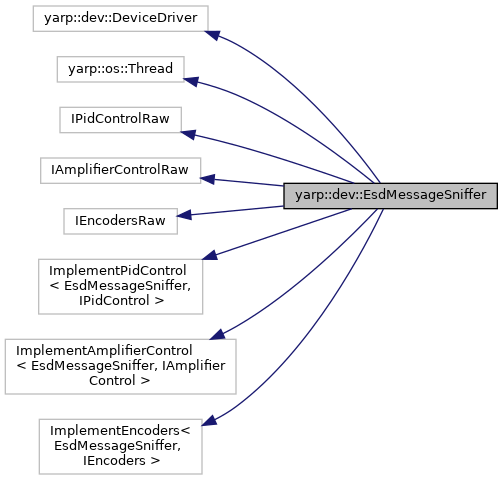 yarp::dev::DeviceDriver
yarp::os::Thread
IPidControlRaw
IAmplifierControlRaw
yarp::dev::EsdMessageSniffer
IEncodersRaw
ImplementPidControl
< EsdMessageSniffer,
IPidControl >
ImplementAmplifierControl
< EsdMessageSniffer, IAmplifier
Control >
ImplementEncoders<
EsdMessageSniffer,
IEncoders >